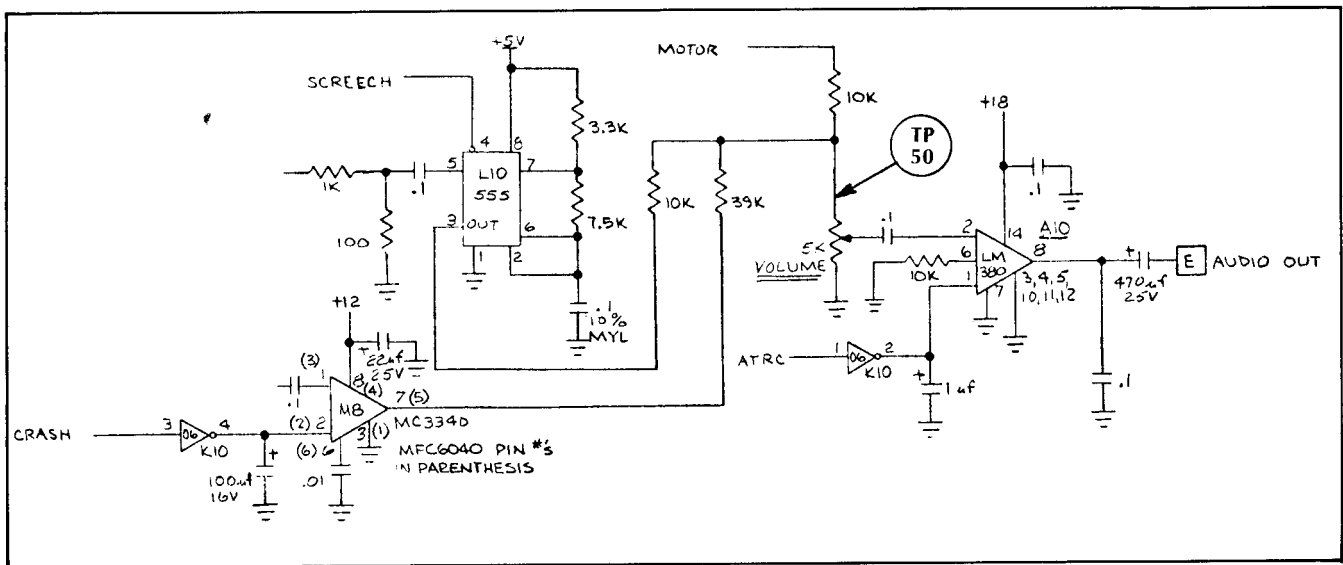 +5V
MOTOR
SCREECH
10K
+18
3.3K
TP
50
4
8
1K
.1
5
L10
555
7
.1
7.5K
10K
39K
.1
2
14
A10
8
100
3
OUT
6
5K
VOLUME
6
LM
380
+
E
AUDIO OUT
1
2
10K
1
7
3,4,5,
10,11,12
470uf
25V
+12
.1
10%
MYL
ATRC
1
06
2
K10
+
22uf
25V
+
1uf
.1
(3)
1
8
(4)
.1
M8
7(5)
MC3340
CRASH
3
06
4
K10
(2)
2
3
(1)
(6)
6
MFC6040 PIN #'s
IN PARENTHESIS
+
100uf
16V
.01